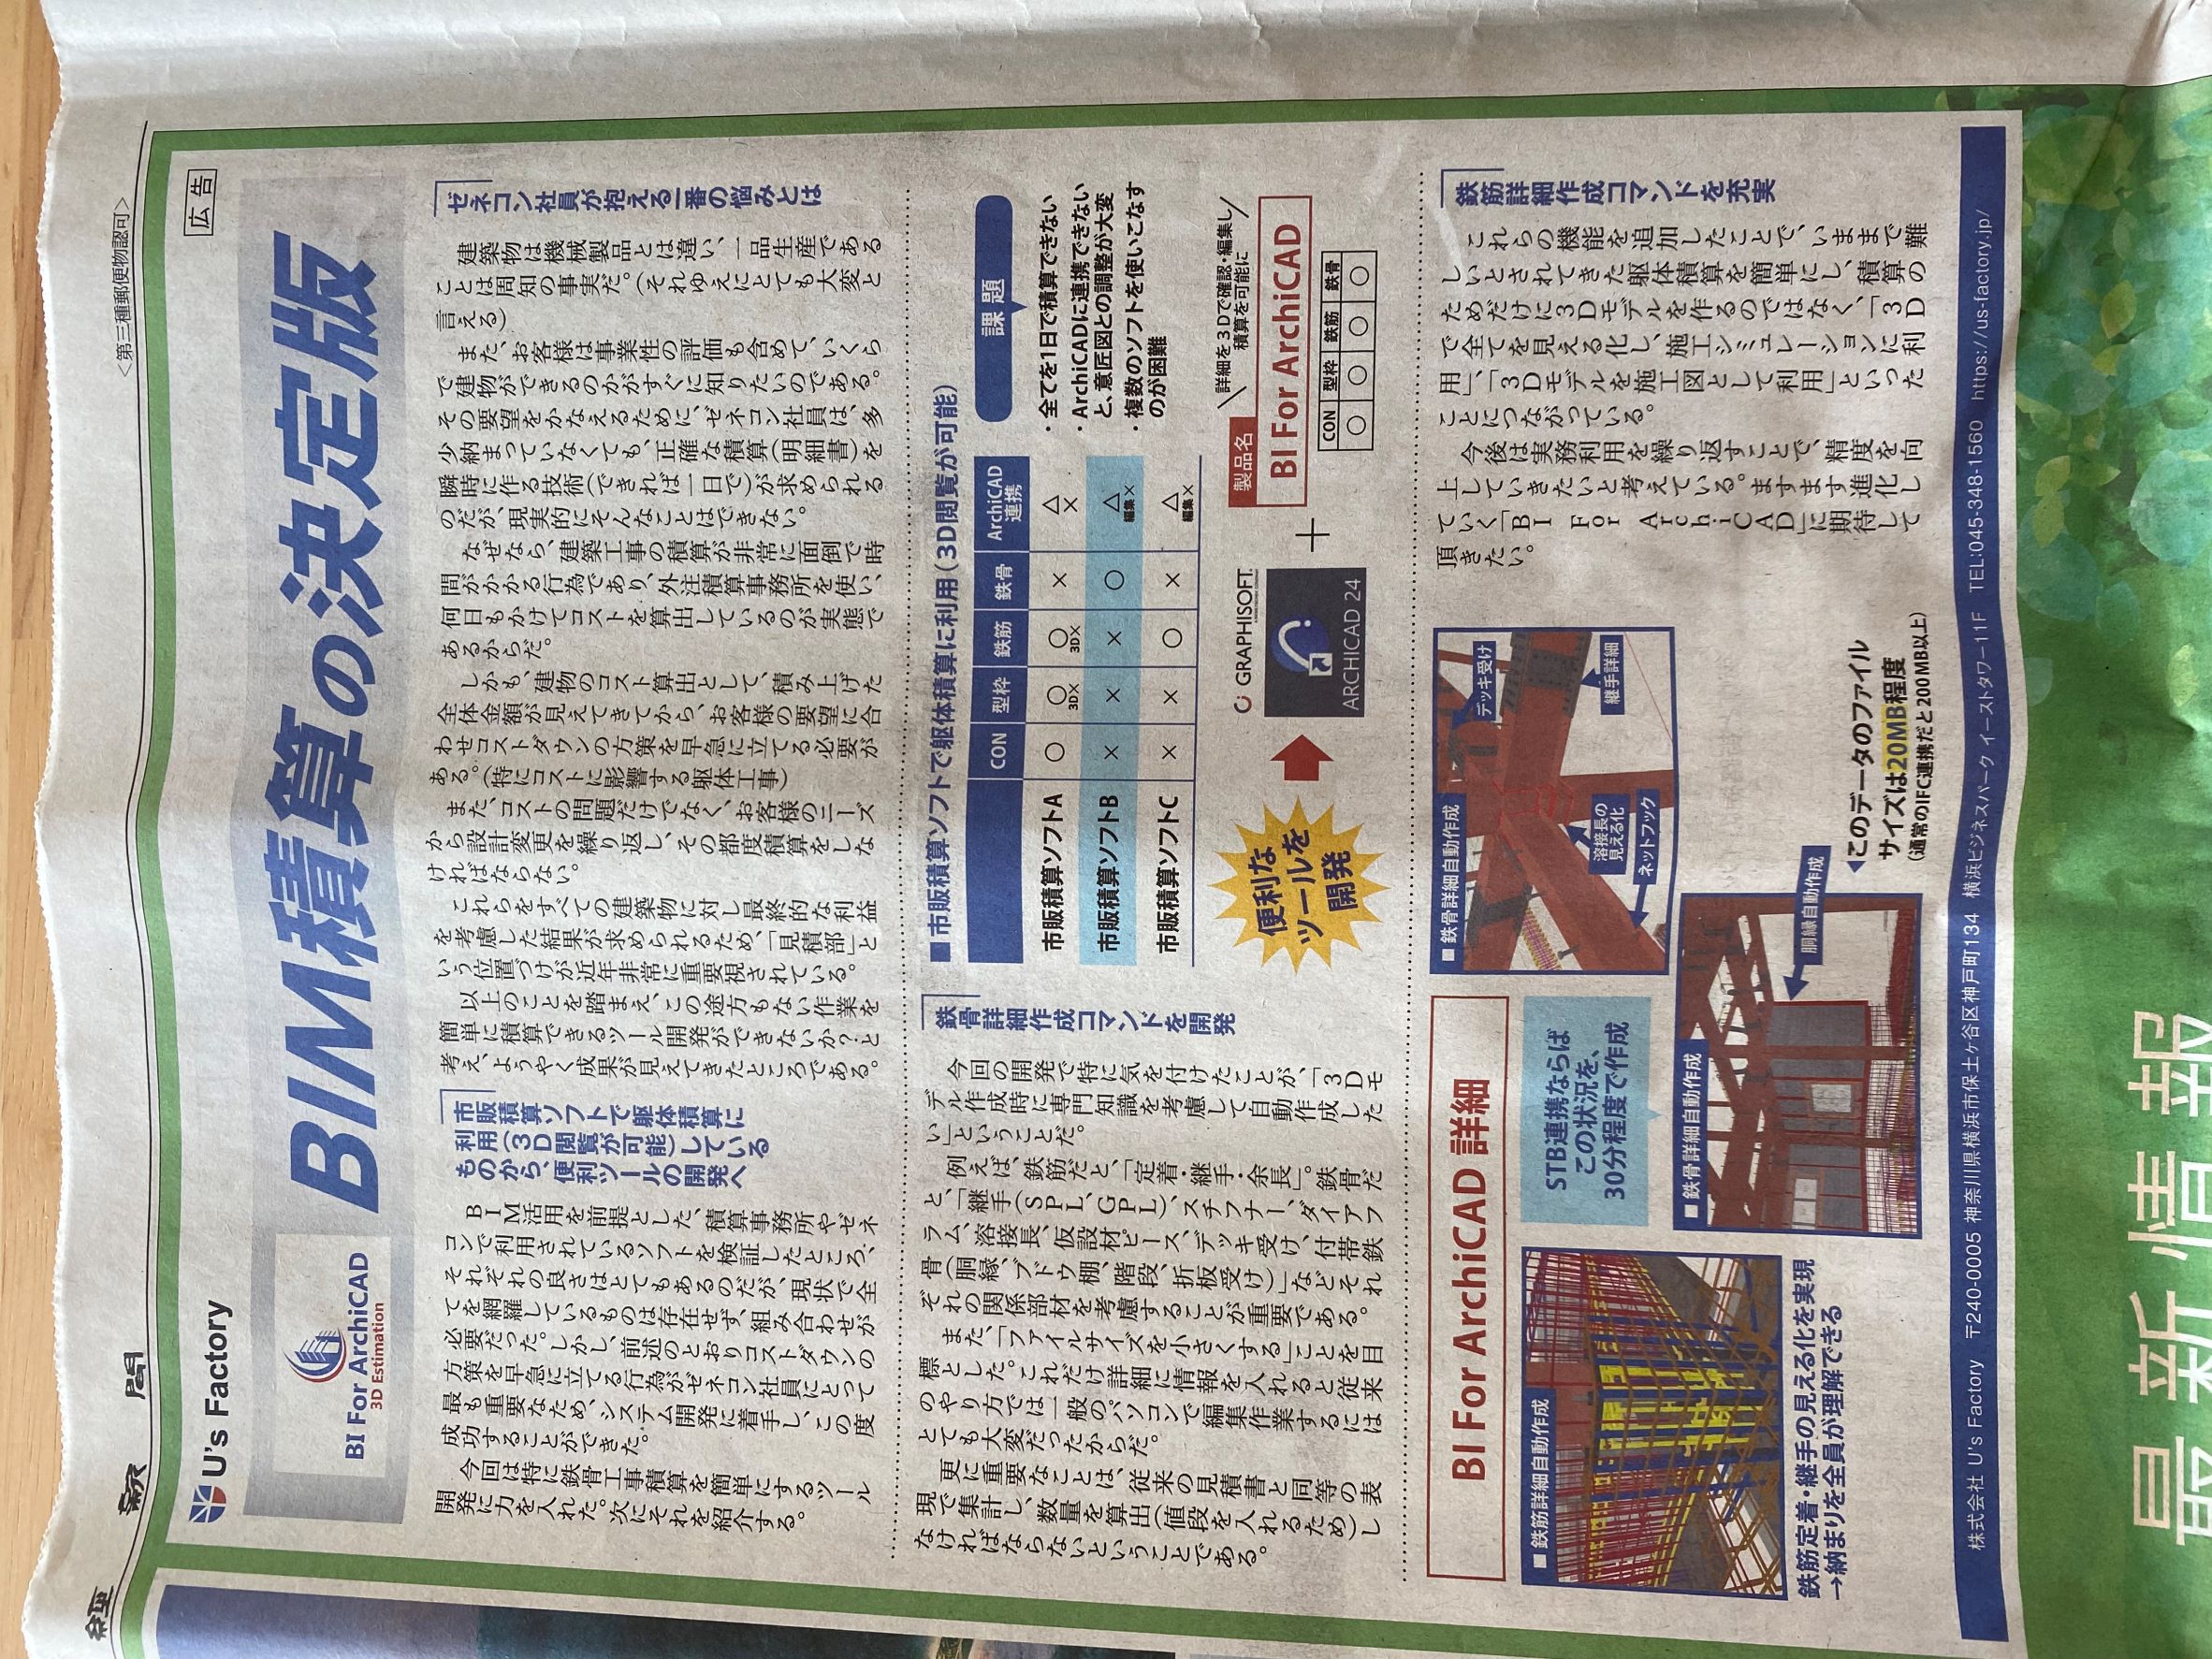 経
新聞
<第三種郵便物認可>
U's Factory
広告
BI For ArchiCAD
3D Estimation
BIM積算の決定版
ゼネコン社員が抱える一番の悩みとは
建築物は機械製品とは違い、一品生産である
ことは周知の事実だ。(それゆえにとても大変と
言える)
また、お客様は事業性の評価も含めて、いくら
で建物ができるのかがすぐに知りたいのである。
その要望をかなえるために、ゼネコン社員は、多
少納まっていなくても、正確な積算(明細書)を
瞬時に作る技術(できれば一日で)が求められる
のだが、現実的にそんなことはできない。
なぜなら、建築工事の積算が非常に面倒で時
間がかかる行為であり、外注積算事務所を使い、
何日もかけてコストを算出しているのが実態で
あるからだ。
しかも、建物のコスト算出として、積み上げた
全体金額が見えてきてから、お客様の要望に合
わせコストダウンの方策を早急に立てる必要が
ある。(特にコストに影響する躯体工事)
また、コストの問題だけでなく、お客様のニーズ
から設計変更を繰り返し、その都度積算をしな
ければならない。
これらをすべての建築物に対し最終的な利益
を考慮した結果が求められるため、「見積部」と
いう位置づけが近年非常に重要視されている。
以上のことを踏まえ、この途方もない作業を
簡単に積算できるツール開発ができないか?と
考え、ようやく成果が見えてきたところである。
市販積算ソフトで躯体積算に
利用(3D閲覧が可能)している
ものから、便利ツールの開発へ
BIM活用を前提とした、積算事務所やゼネ
コンで利用されているソフトを検証したところ、
それぞれの良さはとてもあるのだが、現状で全
てを網羅しているものは存在せず、組み合わせが
必要だった。しかし、前述のとおりコストダウンの
方策を早急に立てる行為がゼネコン社員にとって
最も重要なため、システム開発に着手し、この度
成功することができた。
今回は特に鉄骨工事積算を簡単にするツール
開発に力を入れた。次にそれを紹介する。
■市販積算ソフトで躯体積算に利用(3D閲覧が可能)
CON 型枠 鉄筋 鉄骨 ArchiCAD連携
市販積算ソフトA ○ ○ 3D× ○ 3D× × △ ×
市販積算ソフトB × × × ○ △ 編集×
市販積算ソフトC × × ○ × △ 編集×
課題
・全てを1日で積算できない
・ArchiCADに連携できない
と、意匠図との調整が大変
・複数のソフトを使いこなす
のが困難
便利な
ツールを
開発
GRAPHISOFT.
ARCHICAD 24
+
製品名
詳細を3Dで確認・編集し
積算を可能に
BI For ArchiCAD
CON 型枠 鉄筋 鉄骨
○ ○ ○ ○
鉄骨詳細作成コマンドを開発
今回の開発で特に気を付けたことが、「3Dモ
デル作成時に専門知識を考慮して自動作成した
い」ということだ。
例えば、鉄筋だと、「定着・継手・余長」。鉄骨だ
と、「継手(SPL、GPL)、スチフナー、ダイアフ
ラム、溶接長、仮設材ピース、デッキ受け、付帯鉄
骨(胴縁、ブドウ棚、階段、折板受け)」などそれ
ぞれの関係部材を考慮することが重要である。
また、「ファイルサイズを小さくする」ことを目
標とした。これだけ詳細に情報を入れると従来
のやり方では一般のパソコンで編集作業するには
とても大変だったからだ。
更に重要なことは、従来の見積書と同等の表
現で集計し、数量を算出(値段を入れるため)し
なければならないということである。
鉄筋詳細作成コマンドを充実
これらの機能を追加したことで、いままで難
しいとされてきた躯体積算を簡単にし、積算の
ためだけに3Dモデルを作るのではなく、「3D
で全てを見える化し、施工シミュレーションに利
用」、「3Dモデルを施工図として利用」といった
ことにつながっている。
今後は実務利用を繰り返すことで、精度を向
上していきたいと考えている。ますます進化し
ていく「BI For ArchiCAD」に期待して
頂きたい。
BI For ArchiCAD 詳細
■鉄筋詳細自動作成
鉄筋定着・継手の見える化を実現
→納まりを全員が理解できる
STB連携ならば
この状況を、
30分程度で作成
■鉄骨詳細自動作成
デッキ受け
溶接長の
見える化
継手詳細
ネットフック
■鉄骨詳細自動作成
胴縁自動作成
◀このデータのファイル
サイズは20MB程度
(通常のIFC連携だと200MB以上)
株式会社 U's Factory 〒240-0005 神奈川県横浜市保土ヶ谷区神戸町134 横浜ビジネスパーク イーストタワー11F TEL:045-348-1560 https://us-factory.jp/
最新情報